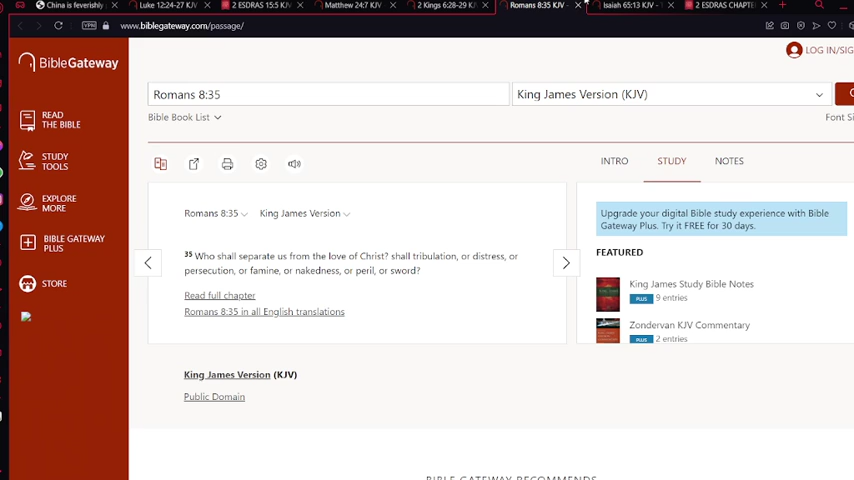 China is feverishly
Luke 12:24-27 KJV
2 ESDRAS 15:5 KJV
Matthew 24:7 KJV
2 Kings 6:28-29 KJV
Romans 8:35 KJV -
Isaiah 65:13 KJV -
2 ESDRAS CHAPTE
VPN
www.biblegateway.com/passage/
BibleGateway
LOG IN/SIG
READ
THE BIBLE
STUDY
TOOLS
EXPLORE
MORE
BIBLE GATEWAY
PLUS
STORE
Romans 8:35
King James Version (KJV)
Bible Book List
Font Si
INTRO
STUDY
NOTES
Romans 8:35
King James Version
35 Who shall separate us from the love of Christ? shall tribulation, or distress, or
persecution, or famine, or nakedness, or peril, or sword?
Read full chapter
Romans 8:35 in all English translations
Upgrade your digital Bible study experience with Bible
Gateway Plus. Try it FREE for 30 days.
FEATURED
King James Study Bible Notes
PLUS 9 entries
Zondervan KJV Commentary
PLUS 2 entries
King James Version (KJV)
Public Domain
BIBLE GATEWAY RECOMMENDS